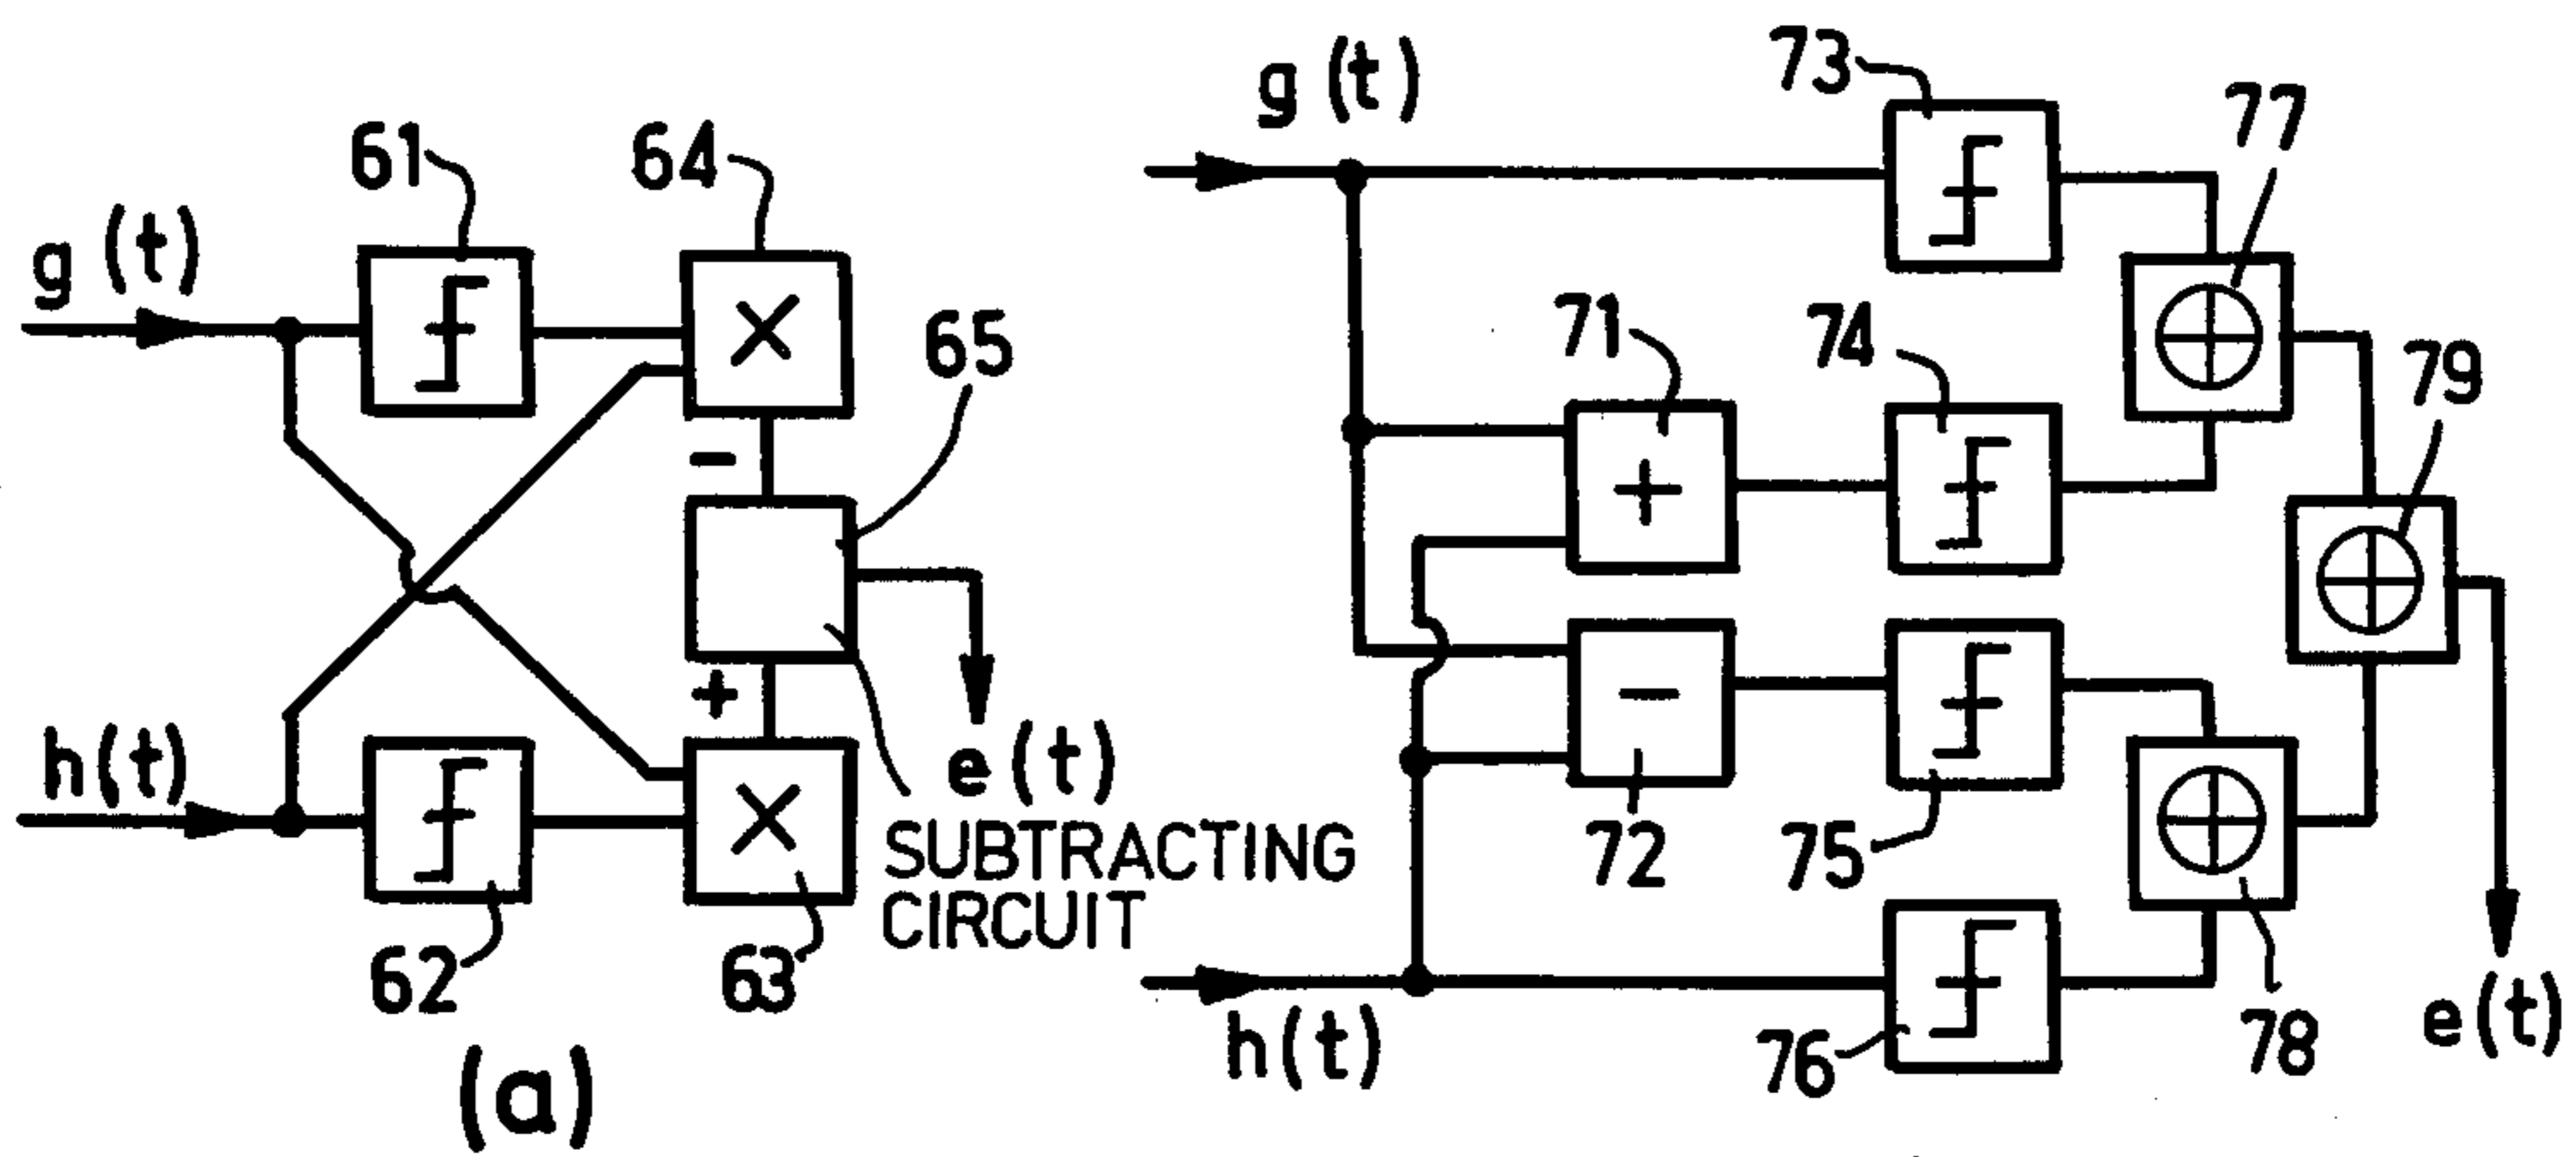 61
64
g(t)
65
-
+
h(t)
e(t)
SUBTRACTING
CIRCUIT
62
63
(a)
g(t)
73
77
71
74
79
+
-
72
75
76
78
h(t)
e(t)